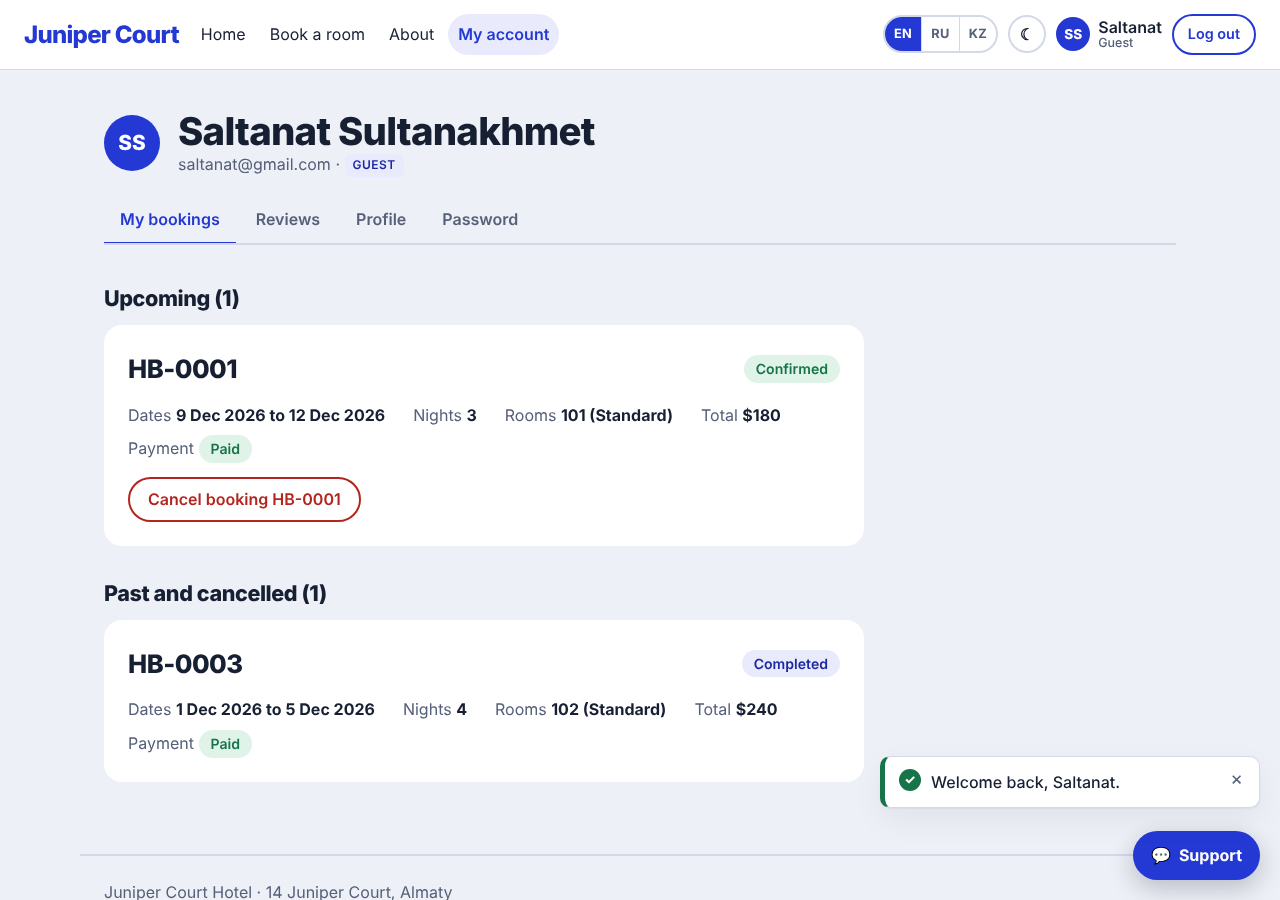 Juniper Court Home Book a room About My account EN RU KZ SS Saltanat Guest Log out
SS Saltanat Sultanakhmet
saltanat@gmail.com · GUEST
My bookings Reviews Profile Password
Upcoming (1)
HB-0001 Confirmed
Dates 9 Dec 2026 to 12 Dec 2026 Nights 3 Rooms 101 (Standard) Total $180
Payment Paid
Cancel booking HB-0001
Past and cancelled (1)
HB-0003 Completed
Dates 1 Dec 2026 to 5 Dec 2026 Nights 4 Rooms 102 (Standard) Total $240
Payment Paid
Welcome back, Saltanat.
Support
Juniper Court Hotel · 14 Juniper Court, Almaty